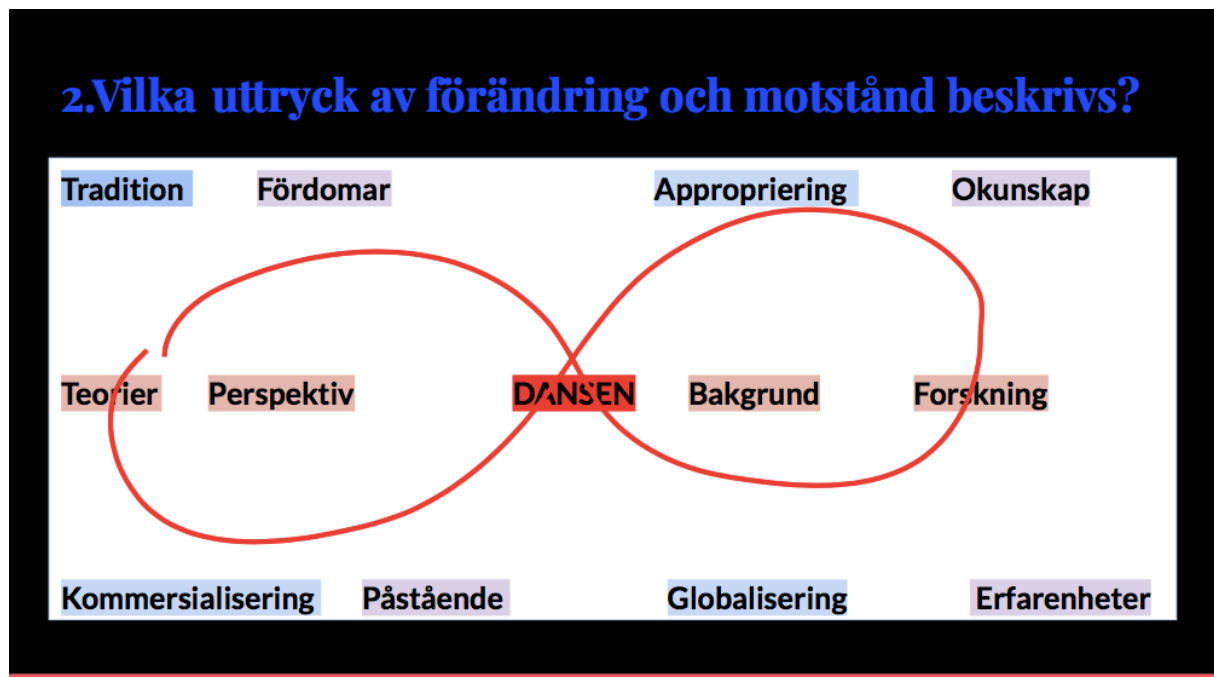 2.Vilka uttryck av förändring och motstånd beskrivs?
Tradition Fördomar Appropriering Okunskap
Teorier Perspektiv DANSEN Bakgrund Forskning
Kommersialisering Påstående Globalisering Erfarenheter